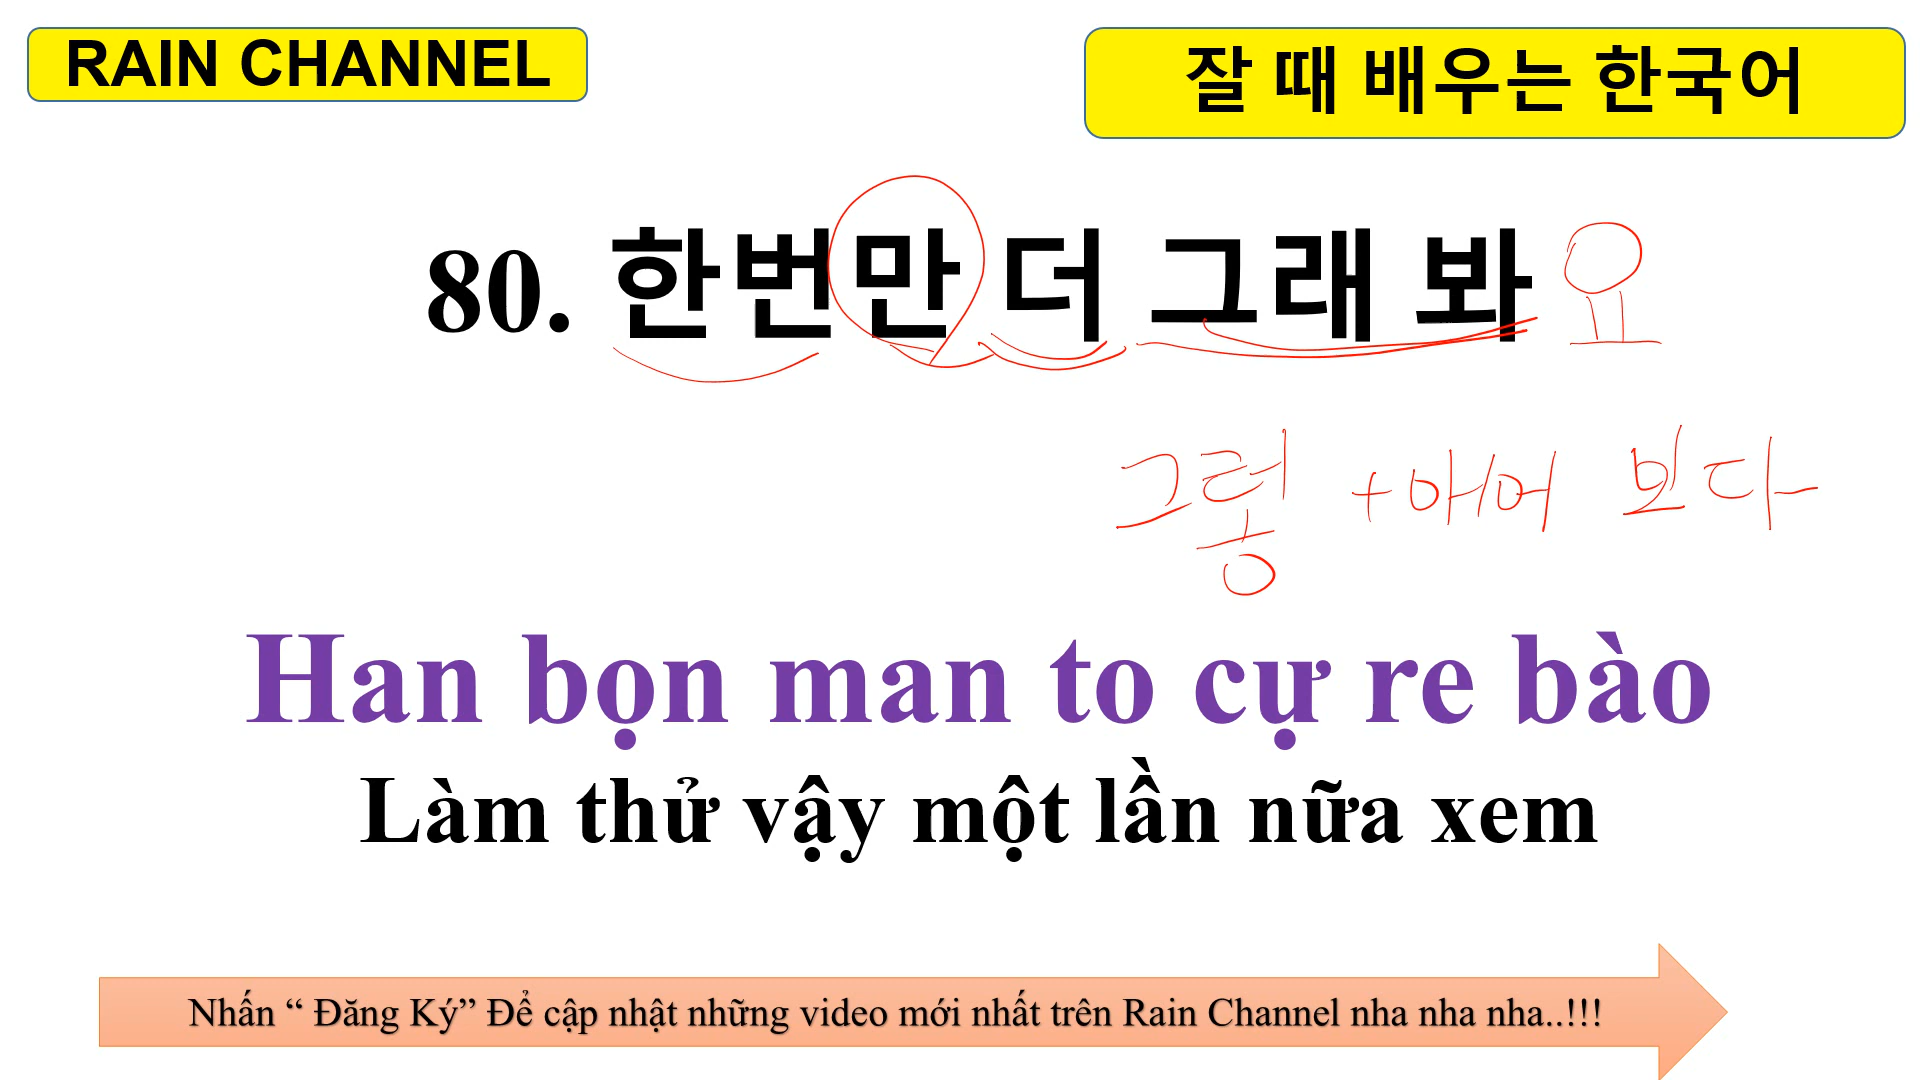 RAIN CHANNEL
잘 때 배우는 한국어
80. 한번만 더 그래 봐 요
그렇 + 아/어 보다
Han bọn man to cự re bào
Làm thử vậy một lần nữa xem
Nhấn “ Đăng Ký” Để cập nhật những video mới nhất trên Rain Channel nha nha nha..!!!